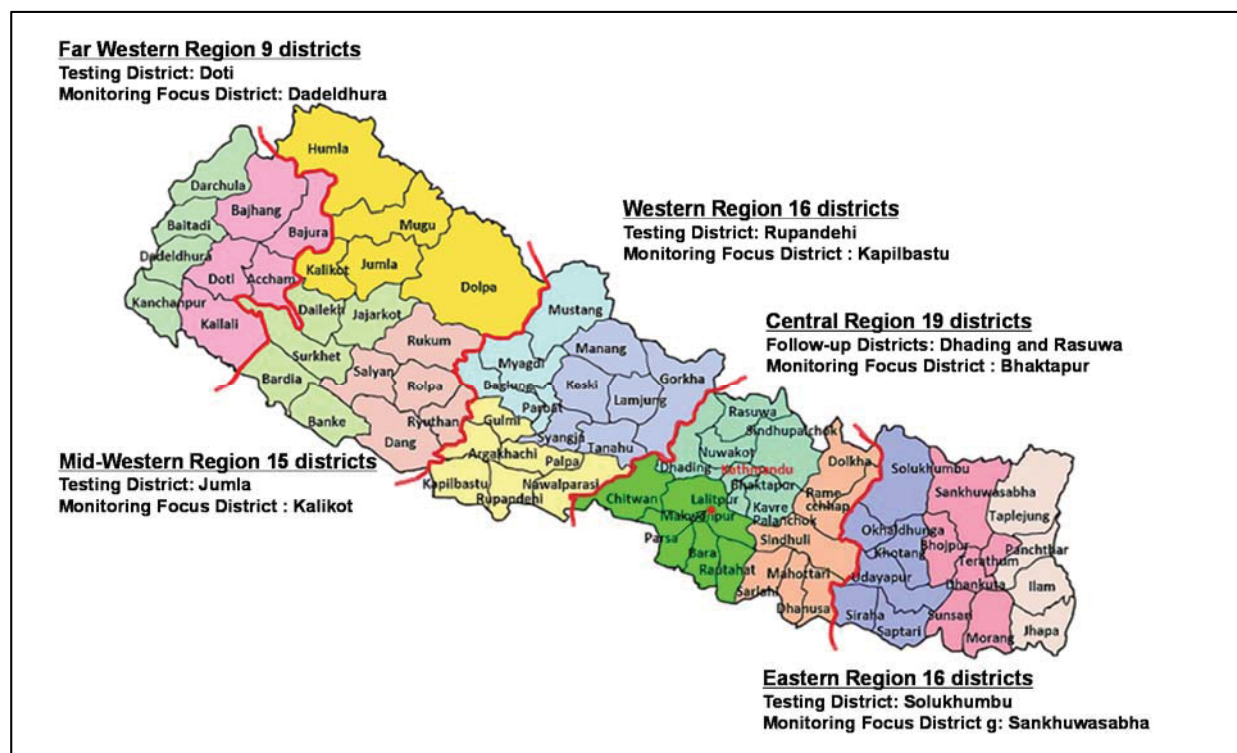 Far Western Region 9 districts
Testing District: Doti
Monitoring Focus District: Dadeldhura
Western Region 16 districts
Testing District: Rupandehi
Monitoring Focus District : Kapilbastu
Central Region 19 districts
Follow-up Districts: Dhading and Rasuwa
Monitoring Focus District : Bhaktapur
Mid-Western Region 15 districts
Testing District: Jumla
Monitoring Focus District : Kalikot
Eastern Region 16 districts
Testing District: Solukhumbu
Monitoring Focus District g: Sankhuwasabha
Humla
Darchula
Bajhang
Baitadi
Bajura
Mugu
Dadeldhura
Doti
Accham
Kalikot
Jumla
Dolpa
Kanchanpur
Kailali
Dailekh
Jajarkot
Rukum
Surkhet
Bardia
Salyan
Rolpa
Banke
Dang
Ryuthan
Mustang
Manang
Myagdi
Baglung
Kaski
Gorkha
Lamjung
Parbat
Gulmi
Syangja
Tanahu
Argakhachi
Palpa
Kapilbastu
Nawalparasi
Rupandehi
Rasuwa
Sindhupalchok
Nuwakot
Dhading
Kathmandu
Dolkha
Bhaktapor
Chitwan
Lalitpur
Kavre
Palanchok
Rame
cchhap
Makwanpur
Parsa
Bara
Raptahat
Sindhuli
Sarlahi
Mahottari
Dhanusa
Solukhumbu
Sankhuwasabha
Taplejung
Okhaldhunga
Khotang
Bhojpur
Panchthar
Terathum
Udayapur
Dhankuta
Ilam
Siraha
Saptari
Sunsari
Morang
Jhapa